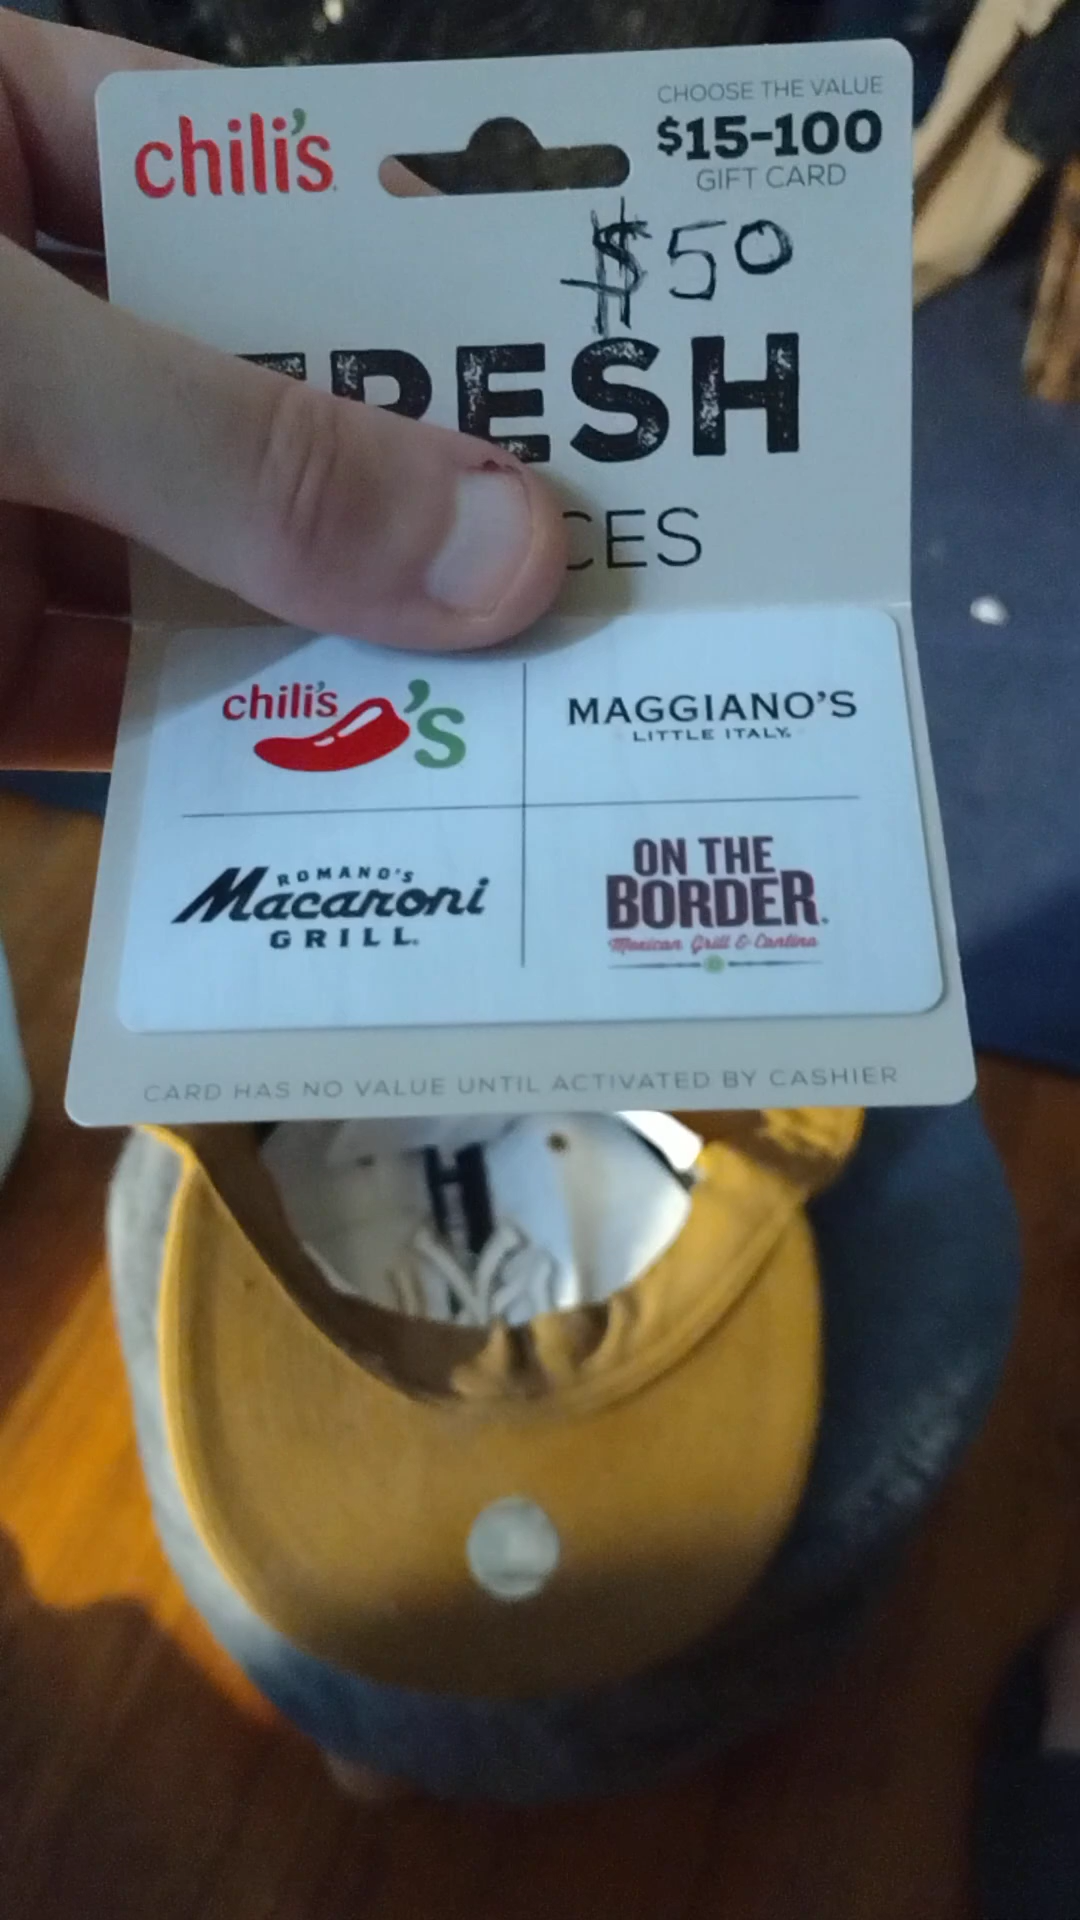 chili's
CHOOSE THE VALUE
$15-100
GIFT CARD
$50
FRESH
CES
chili's 's
MAGGIANO'S
LITTLE ITALY
ROMANO'S
Macaroni
GRILL
ON THE
BORDER
Mexican Grill & Cantina
CARD HAS NO VALUE UNTIL ACTIVATED BY CASHIER